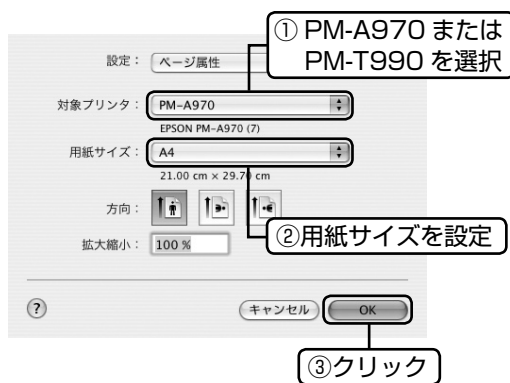 ① PM-A970 または
PM-T990 を選択
設定： ページ属性
対象プリンタ： PM-A970
EPSON PM-A970 (7)
用紙サイズ： A4
21.00 cm × 29.70 cm
方向：
②用紙サイズを設定
拡大縮小： 100 %
? キャンセル OK
③クリック